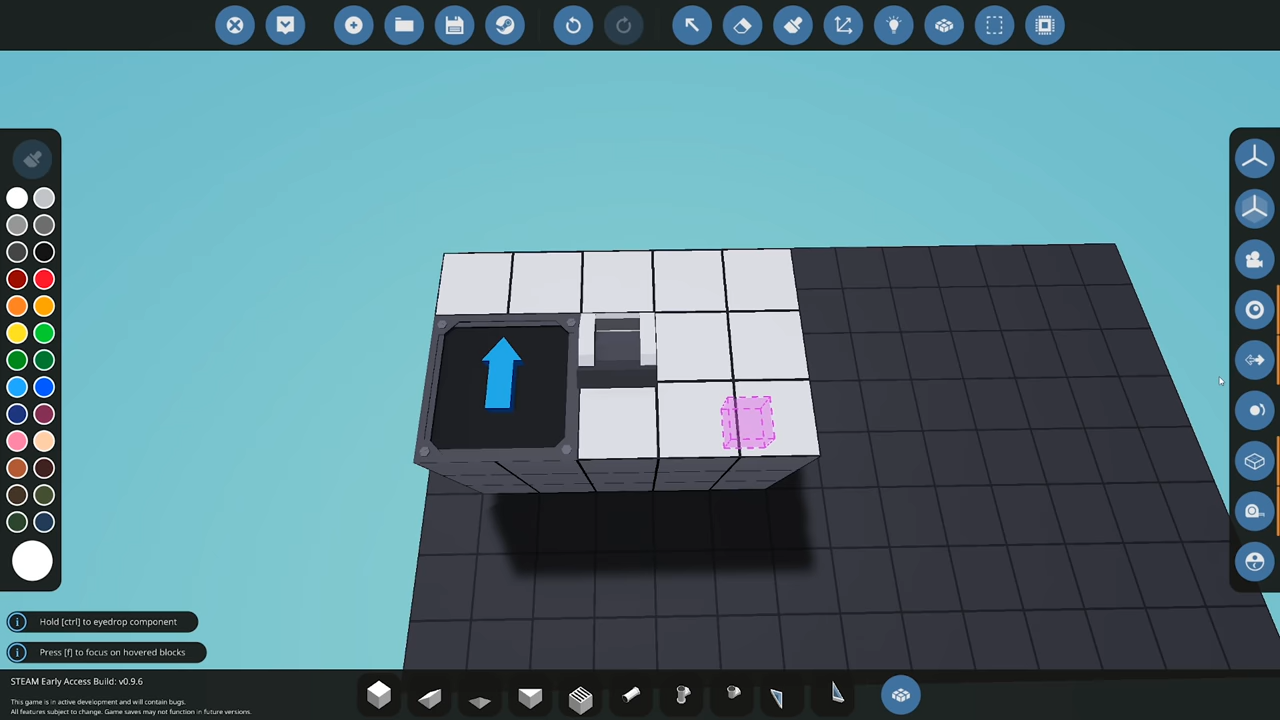 Hold [ctrl] to eyedrop component
Press [f] to focus on hovered blocks
STEAM Early Access Build: v0.9.6
This game is in active development and will contain bugs.
All features subject to change. Game saves may not function in future versions.